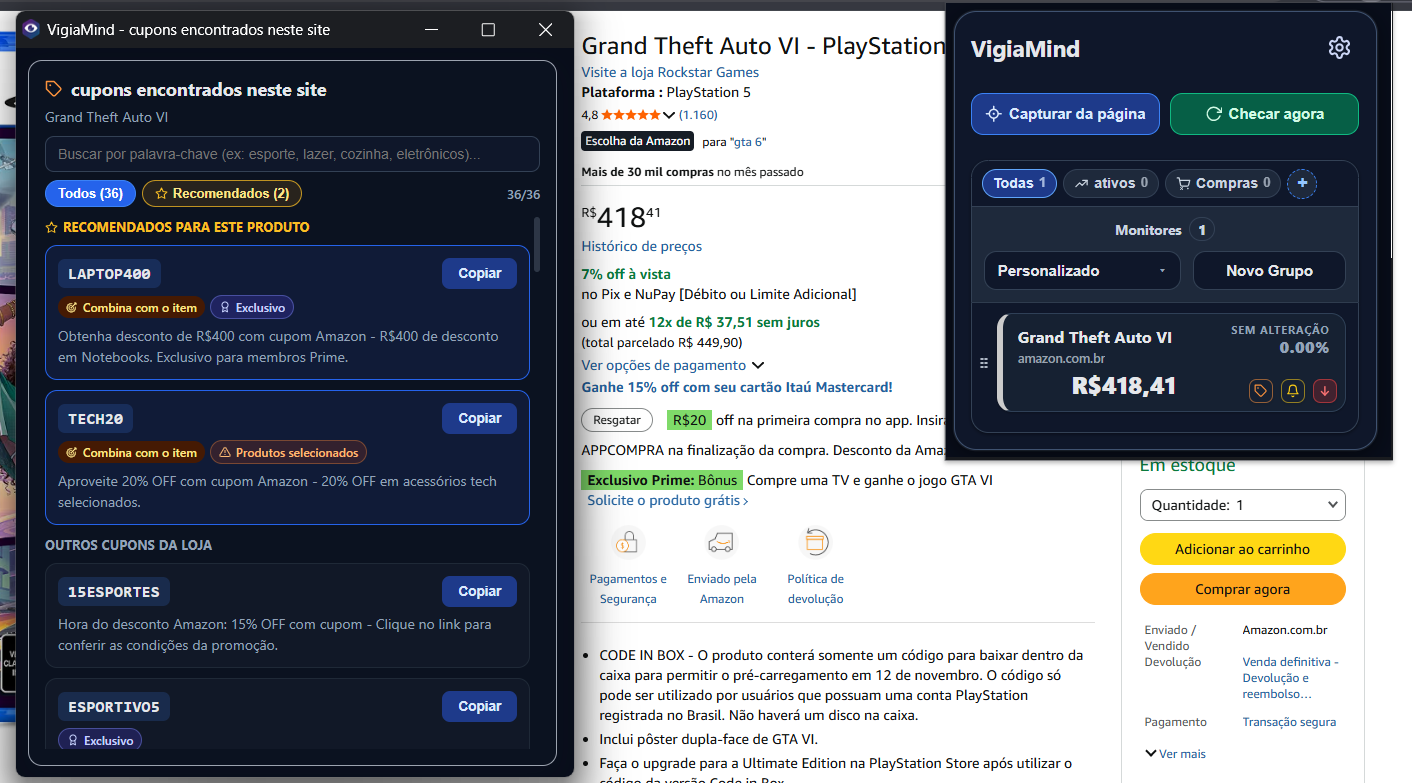 VigiaMind - cupons encontrados neste site
cupons encontrados neste site
Grand Theft Auto VI
Buscar por palavra-chave (ex: esporte, lazer, cozinha, eletrônicos)...
Todos (36)
Recomendados (2)
36/36
RECOMENDADOS PARA ESTE PRODUTO
LAPTOP400
Copiar
Combina com o item
Exclusivo
Obtenha desconto de R$400 com cupom Amazon - R$400 de desconto
em Notebooks. Exclusivo para membros Prime.
TECH20
Copiar
Combina com o item
Produtos selecionados
Aproveite 20% OFF com cupom Amazon - 20% OFF em acessórios tech
selecionados.
OUTROS CUPONS DA LOJA
15ESPORTES
Copiar
Hora do desconto Amazon: 15% OFF com cupom - Clique no link para
conferir as condições da promoção.
ESPORTIVO5
Copiar
Exclusivo
Grand Theft Auto VI - PlayStation
Visite a loja Rockstar Games
Plataforma : PlayStation 5
4,8 (1.160)
Escolha da Amazon para "gta 6"
Mais de 30 mil compras no mês passado
R$41841
Histórico de preços
7% off à vista
no Pix e NuPay [Débito ou Limite Adicional]
ou em até 12x de R$ 37,51 sem juros
(total parcelado R$ 449,90)
Ver opções de pagamento
Ganhe 15% off com seu cartão Itaú Mastercard!
Resgatar R$20 off na primeira compra no app. Insira
APPCOMPRA na finalização da compra. Desconto da Ama
Exclusivo Prime: Bônus Compre uma TV e ganhe o jogo GTA VI
Solicite o produto grátis ›
Pagamentos e
Segurança
Enviado pela
Amazon
Política de
devolução
• CODE IN BOX - O produto conterá somente um código para baixar dentro da
caixa para permitir o pré-carregamento em 12 de novembro. O código só
pode ser utilizado por usuários que possuam uma conta PlayStation
registrada no Brasil. Não haverá um disco na caixa.
• Inclui pôster dupla-face de GTA VI.
• Faça o upgrade para a Ultimate Edition na PlayStation Store após utilizar o
código da versão Code in Box.
VigiaMind
Capturar da página
Checar agora
Todas 1
ativos 0
Compras 0
+
Monitores 1
Personalizado
Novo Grupo
Grand Theft Auto VI
amazon.com.br
R$418,41
SEM ALTERAÇÃO
0.00%
Em estoque
Quantidade: 1
Adicionar ao carrinho
Comprar agora
Enviado /
Vendido
Amazon.com.br
Devolução
Venda definitiva -
Devolução e
reembolso...
Pagamento
Transação segura
Ver mais